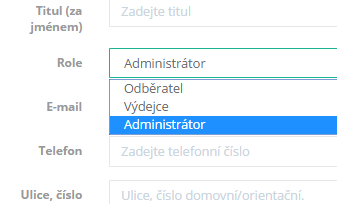 Titul (za jménem) Zadejte titul
Role Administrátor
Odběratel
E-mail Výdejce
Administrátor
Telefon Zadejte telefonní číslo
Ulice, číslo Ulice, číslo domovní/orientační.